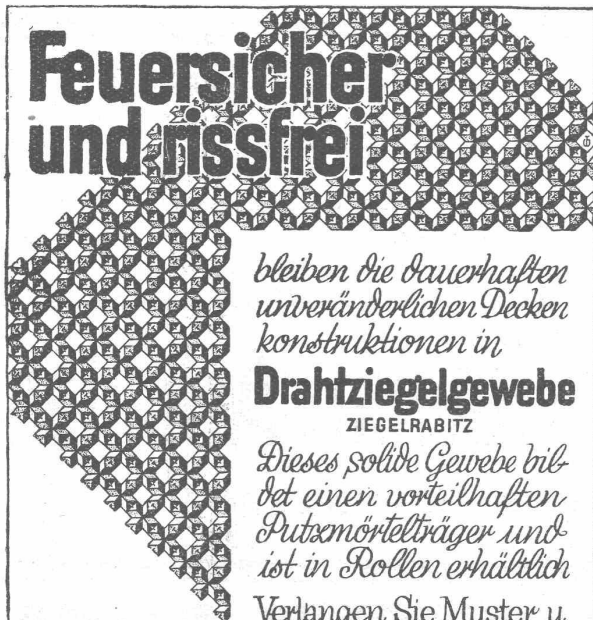 Feuersicher
und rissfrei
bleiben die dauerhaften
unveränderlichen Decken
konstruktionen in
Drahtziegelgewebe
ZIEGELRABITZ
Dieses solide Gewebe bil-
det einen vorteilhaften
Putzmörtelträger und
ist in Rollen erhältlich
Verlangen Sie Muster u.